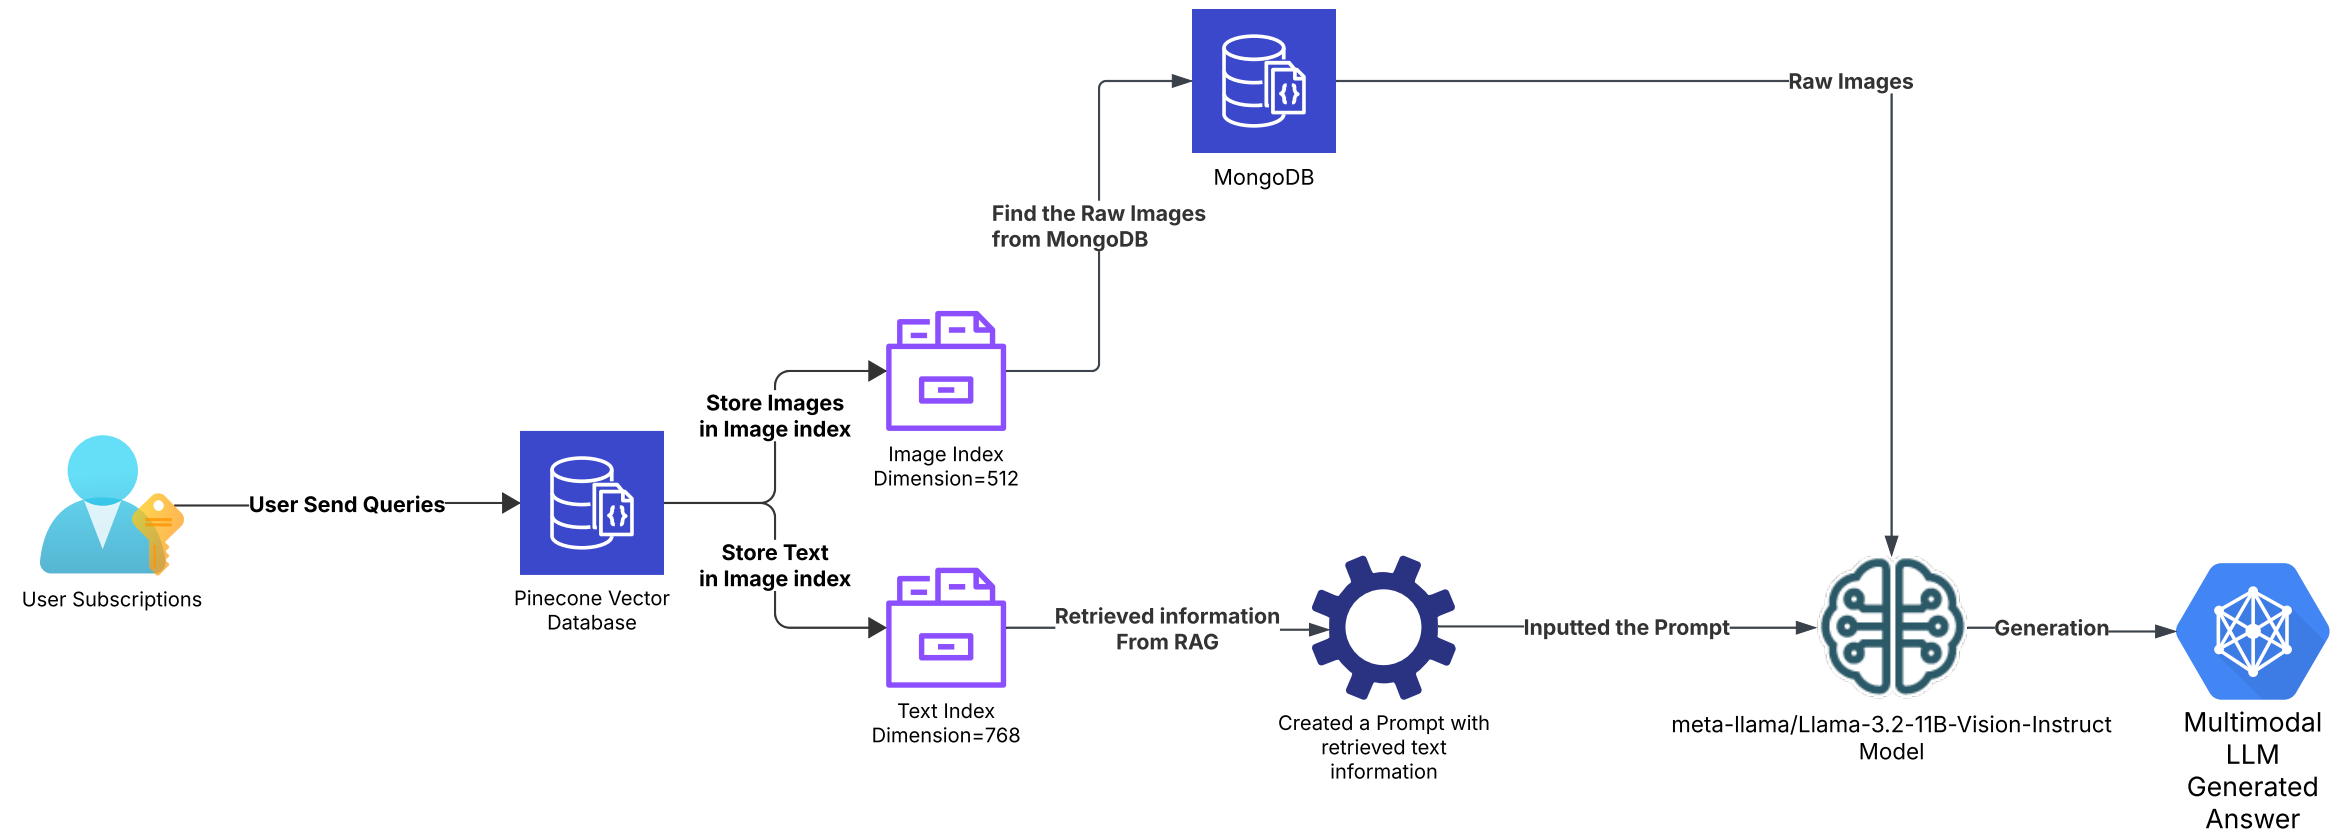 Raw Images
MongoDB
Find the Raw Images
from MongoDB
Store Images
in Image index
Image Index
Dimension=512
User Send Queries
User Subscriptions
Pinecone Vector
Database
Store Text
in Image index
Text Index
Dimension=768
Retrieved information
From RAG
Created a Prompt with
retrieved text
information
Inputted the Prompt
meta-llama/Llama-3.2-11B-Vision-Instruct
Model
Generation
Multimodal
LLM
Generated
Answer